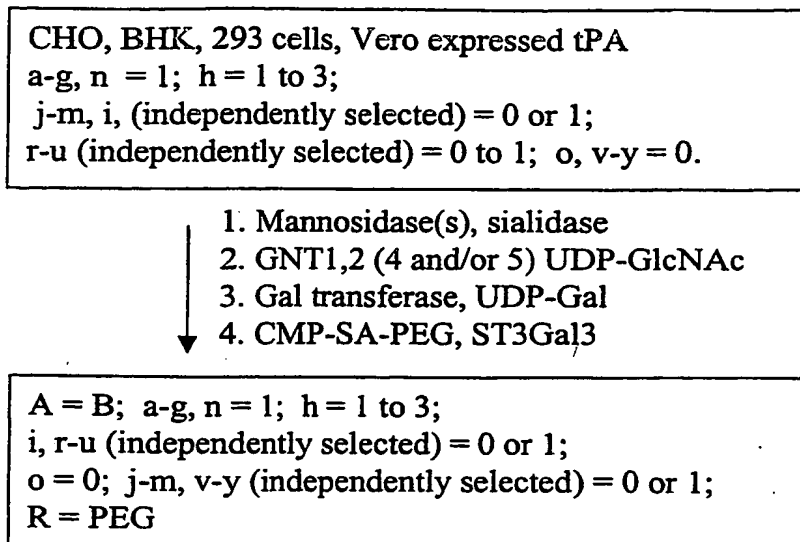 CHO, BHK, 293 cells, Vero expressed tPA
a-g, n = 1; h = 1 to 3;
j-m, i, (independently selected) = 0 or 1;
r-u (independently selected) = 0 to 1; o, v-y = 0.
1. Mannosidase(s), sialidase
2. GNT1,2 (4 and/or 5) UDP-GlcNAc
3. Gal transferase, UDP-Gal
4. CMP-SA-PEG, ST3Gal3
A = B; a-g, n = 1; h = 1 to 3;
i, r-u (independently selected) = 0 or 1;
o = 0; j-m, v-y (independently selected) = 0 or 1;
R = PEG